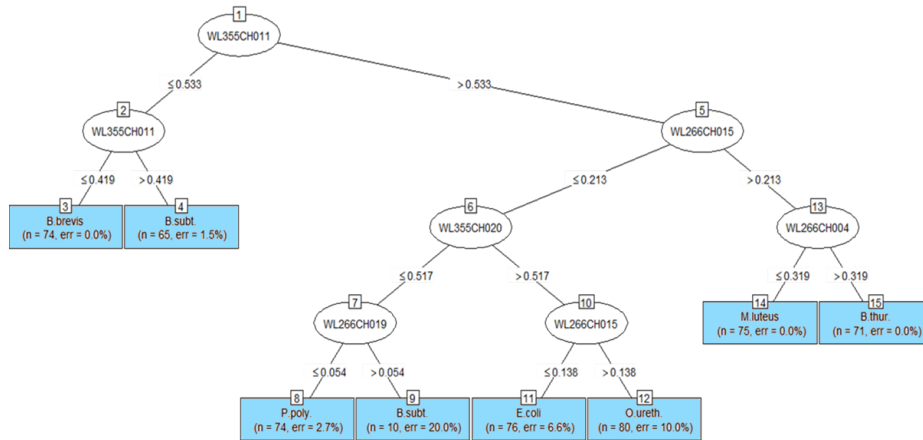 1
WL355CH011
≤0.533
>0.533
2
WL355CH011
5
WL266CH015
≤0.419
>0.419
≤0.213
>0.213
3
B.brevis
(n = 74, err = 0.0%)
4
B.subt.
(n = 65, err = 1.5%)
6
WL355CH020
13
WL266CH004
≤0.517
>0.517
≤0.319
>0.319
7
WL266CH019
10
WL266CH015
14
M.luteus
(n = 75, err = 0.0%)
15
B.thur.
(n = 71, err = 0.0%)
≤0.054
>0.054
≤0.138
>0.138
8
P.poly.
(n = 74, err = 2.7%)
9
B.subt.
(n = 10, err = 20.0%)
11
E.coli
(n = 76, err = 6.6%)
12
O.ureth.
(n = 80, err = 10.0%)